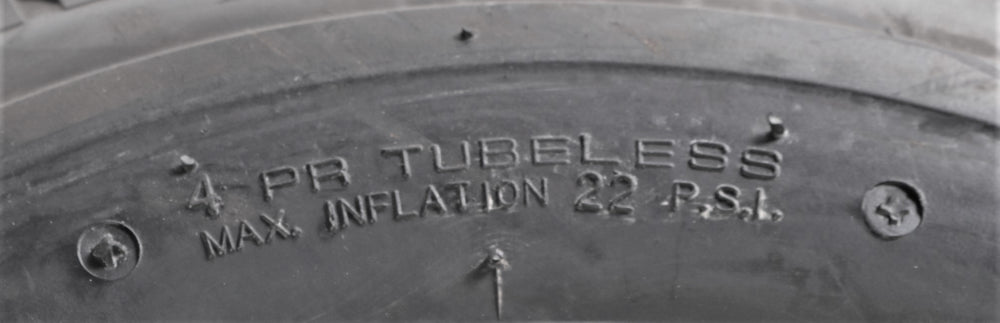 4 PR TUBELESS
MAX. INFLATION 22 P.S.I.